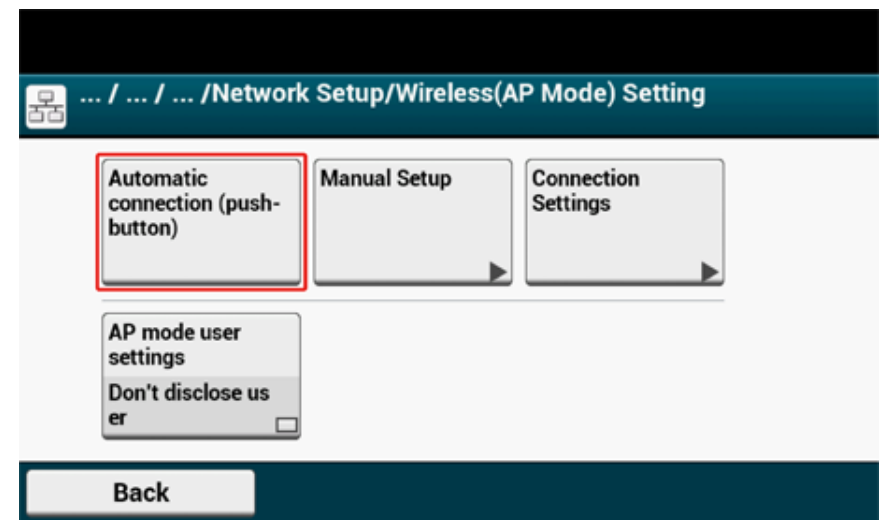 ... / ... / ... /Network Setup/Wireless(AP Mode) Setting
Automatic
connection (push-
button)
Manual Setup
Connection
Settings
AP mode user
settings
Don't disclose us
er
Back